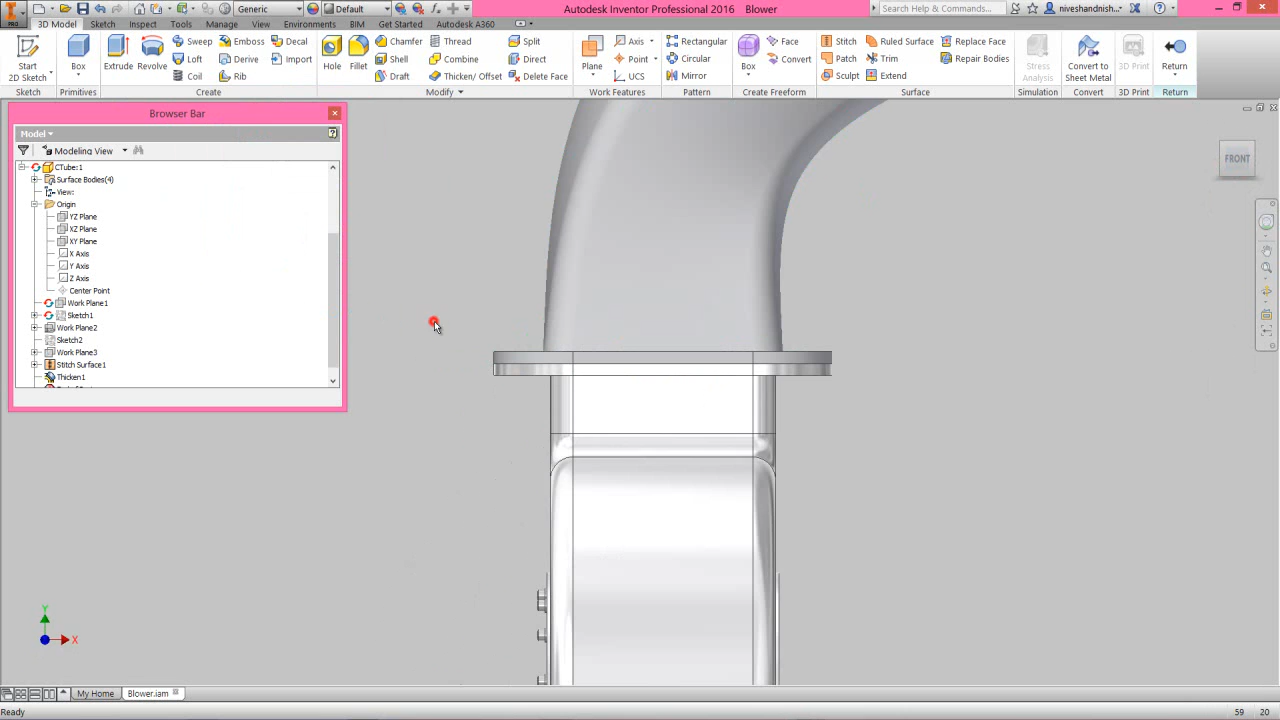 Generic
Default
Autodesk Inventor Professional 2016 Blower
Search Help & Commands...
niveshandnish...
PRO
3D Model Sketch Inspect Tools Manage View Environments BIM Get Started Autodesk A360
Start
2D Sketch
Box
Extrude
Revolve
Sweep
Loft
Coil
Emboss
Derive
Rib
Decal
Import
Hole
Fillet
Chamfer
Shell
Draft
Thread
Combine
Thicken/ Offset
Split
Direct
Delete Face
Plane
Axis
Point
UCS
Rectangular
Circular
Mirror
Box
Face
Convert
Stitch
Patch
Sculpt
Ruled Surface
Trim
Extend
Replace Face
Repair Bodies
Stress
Analysis
Convert to
Sheet Metal
3D Print
Return
Sketch Primitives Create Modify Work Features Pattern Create Freeform Surface Simulation Convert 3D Print Return
Browser Bar
Model
Modeling View
CTube:1
Surface Bodies(4)
View:
Origin
YZ Plane
XZ Plane
XY Plane
X Axis
Y Axis
Z Axis
Center Point
Work Plane1
Sketch1
Work Plane2
Sketch2
Work Plane3
Stitch Surface1
Thicken1
FRONT
Y
X
My Home Blower.iam
Ready
59 20